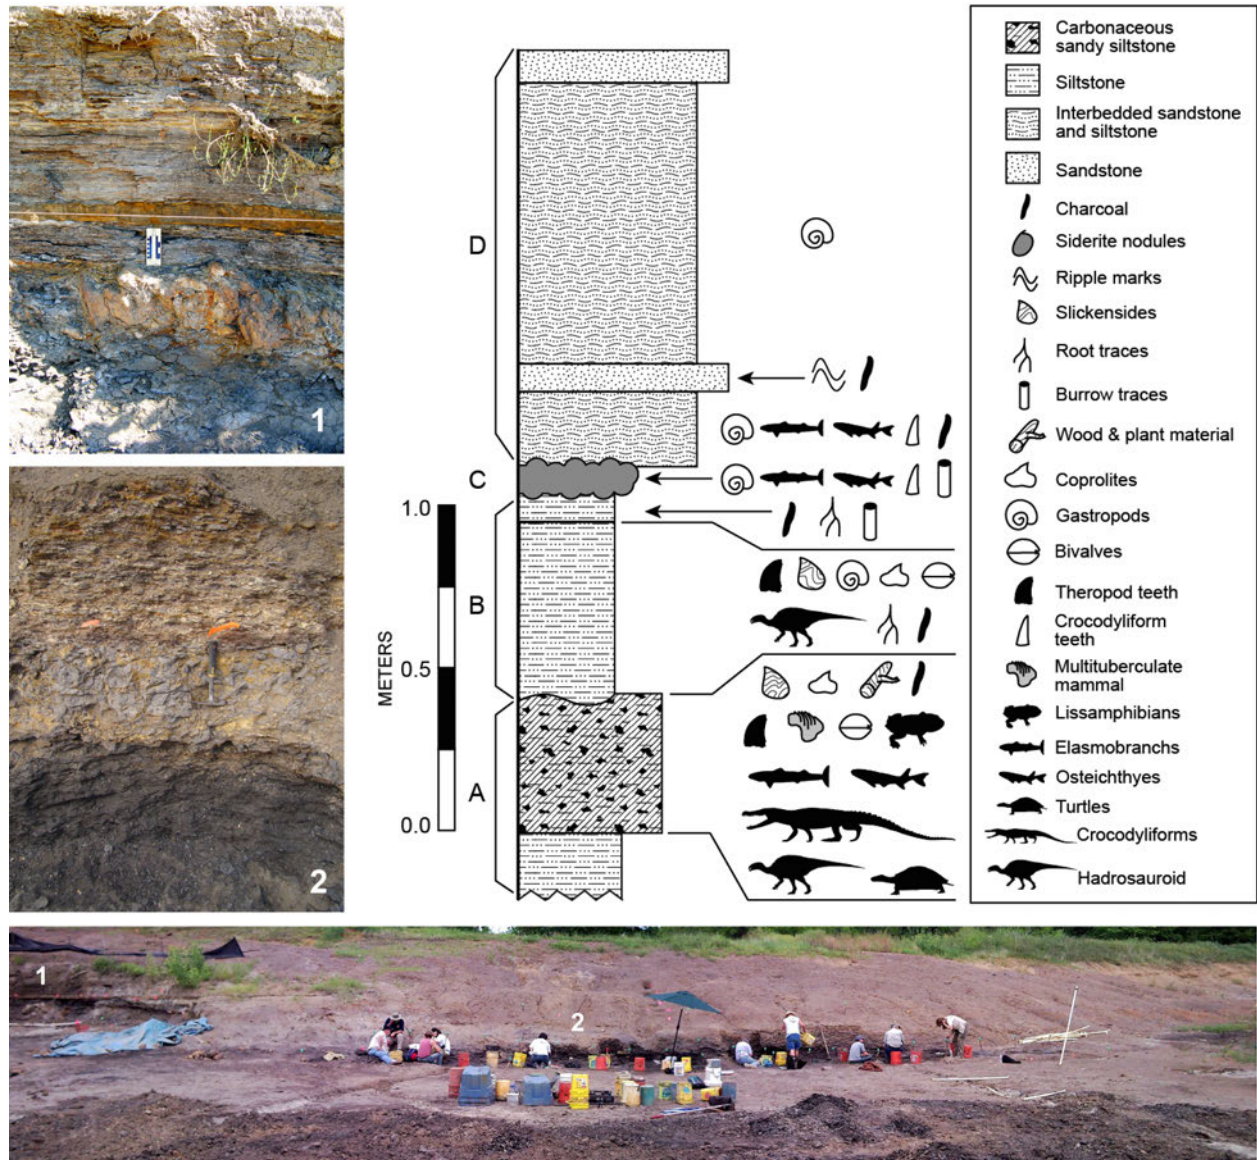 1
2
D
C
B
A
METERS
1.0
0.5
0.0
Carbonaceous
sandy siltstone
Siltstone
Interbedded sandstone
and siltstone
Sandstone
Charcoal
Siderite nodules
Ripple marks
Slickensides
Root traces
Burrow traces
Wood & plant material
Coprolites
Gastropods
Bivalves
Theropod teeth
Crocodyliform
teeth
Multituberculate
mammal
Lissamphibians
Elasmobranchs
Osteichthyes
Turtles
Crocodyliforms
Hadrosauroid
1
2